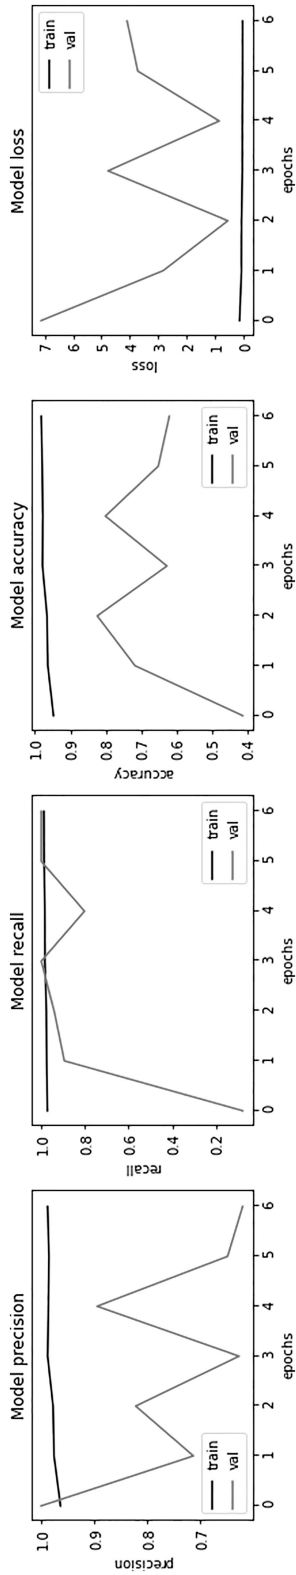 Model precision
precision
1.0
0.9
0.8
0.7
0
1
2
3
4
5
6
epochs
train
val
Model recall
recall
1.0
0.8
0.6
0.4
0.2
0
1
2
3
4
5
6
epochs
train
val
Model accuracy
accuracy
1.0
0.9
0.8
0.7
0.6
0.5
0.4
0
1
2
3
4
5
6
epochs
train
val
Model loss
loss
7
6
5
4
3
2
1
0
0
1
2
3
4
5
6
epochs
train
val